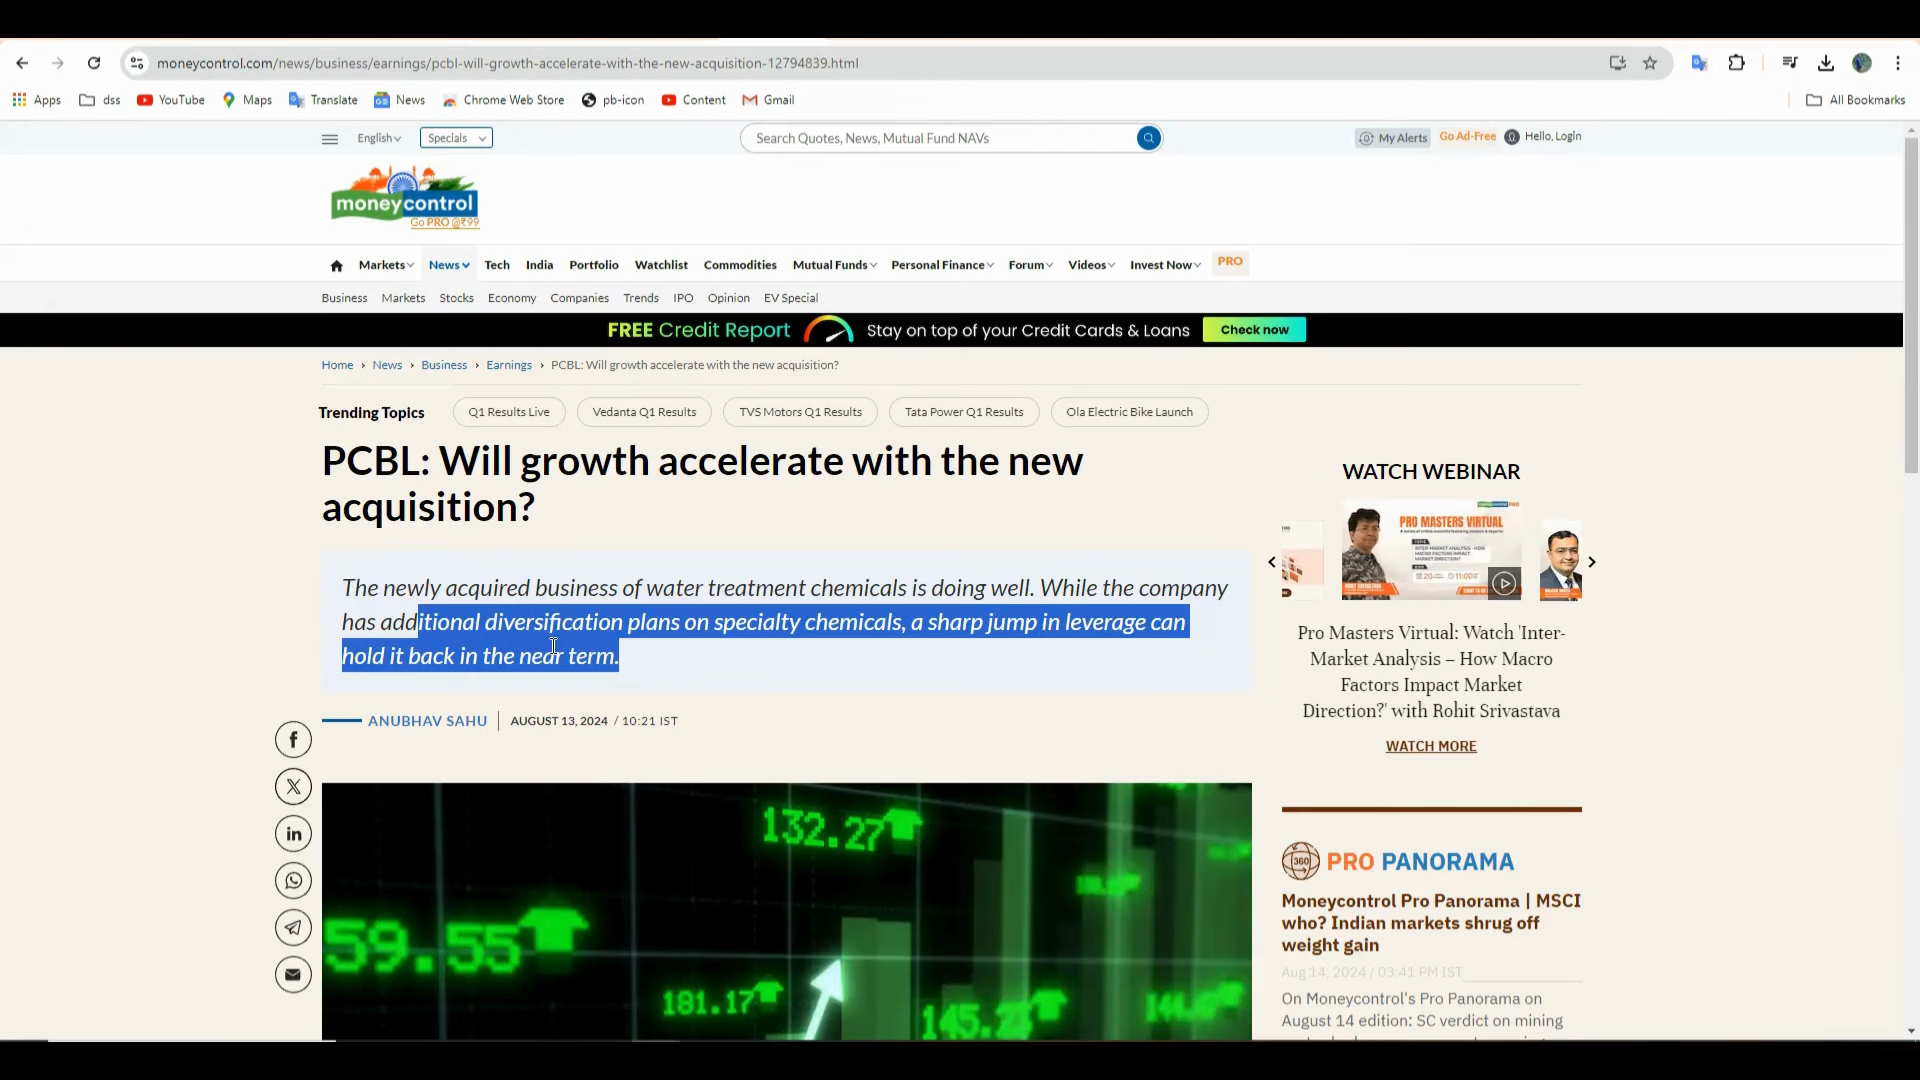 moneycontrol.com/news/business/earnings/pcbl-will-growth-accelerate-with-the-new-acquisition-12794839.html
Apps dss YouTube Maps Translate News Chrome Web Store pb-icon Content Gmail All Bookmarks
English Specials Search Quotes, News, Mutual Fund NAVs My Alerts Go Ad-Free Hello, Login
moneycontrol
Go PRO @₹99
Markets News Tech India Portfolio Watchlist Commodities Mutual Funds Personal Finance Forum Videos Invest Now PRO
Business Markets Stocks Economy Companies Trends IPO Opinion EV Special
FREE Credit Report Stay on top of your Credit Cards & Loans Check now
Home > News > Business > Earnings > PCBL: Will growth accelerate with the new acquisition?
Trending Topics Q1 Results Live Vedanta Q1 Results TVS Motors Q1 Results Tata Power Q1 Results Ola Electric Bike Launch
PCBL: Will growth accelerate with the new
acquisition?
The newly acquired business of water treatment chemicals is doing well. While the company
has additional diversification plans on specialty chemicals, a sharp jump in leverage can
hold it back in the near term.
ANUBHAV SAHU AUGUST 13, 2024 / 10:21 IST
132.27
59.55
181.17
WATCH WEBINAR
PRO MASTERS VIRTUAL
Pro Masters Virtual: Watch 'Inter-
Market Analysis – How Macro
Factors Impact Market
Direction?' with Rohit Srivastava
WATCH MORE
360 PRO PANORAMA
Moneycontrol Pro Panorama | MSCI
who? Indian markets shrug off
weight gain
Aug 14, 2024 / 03:41 PM IST
On Moneycontrol's Pro Panorama on
August 14 edition: SC verdict on mining